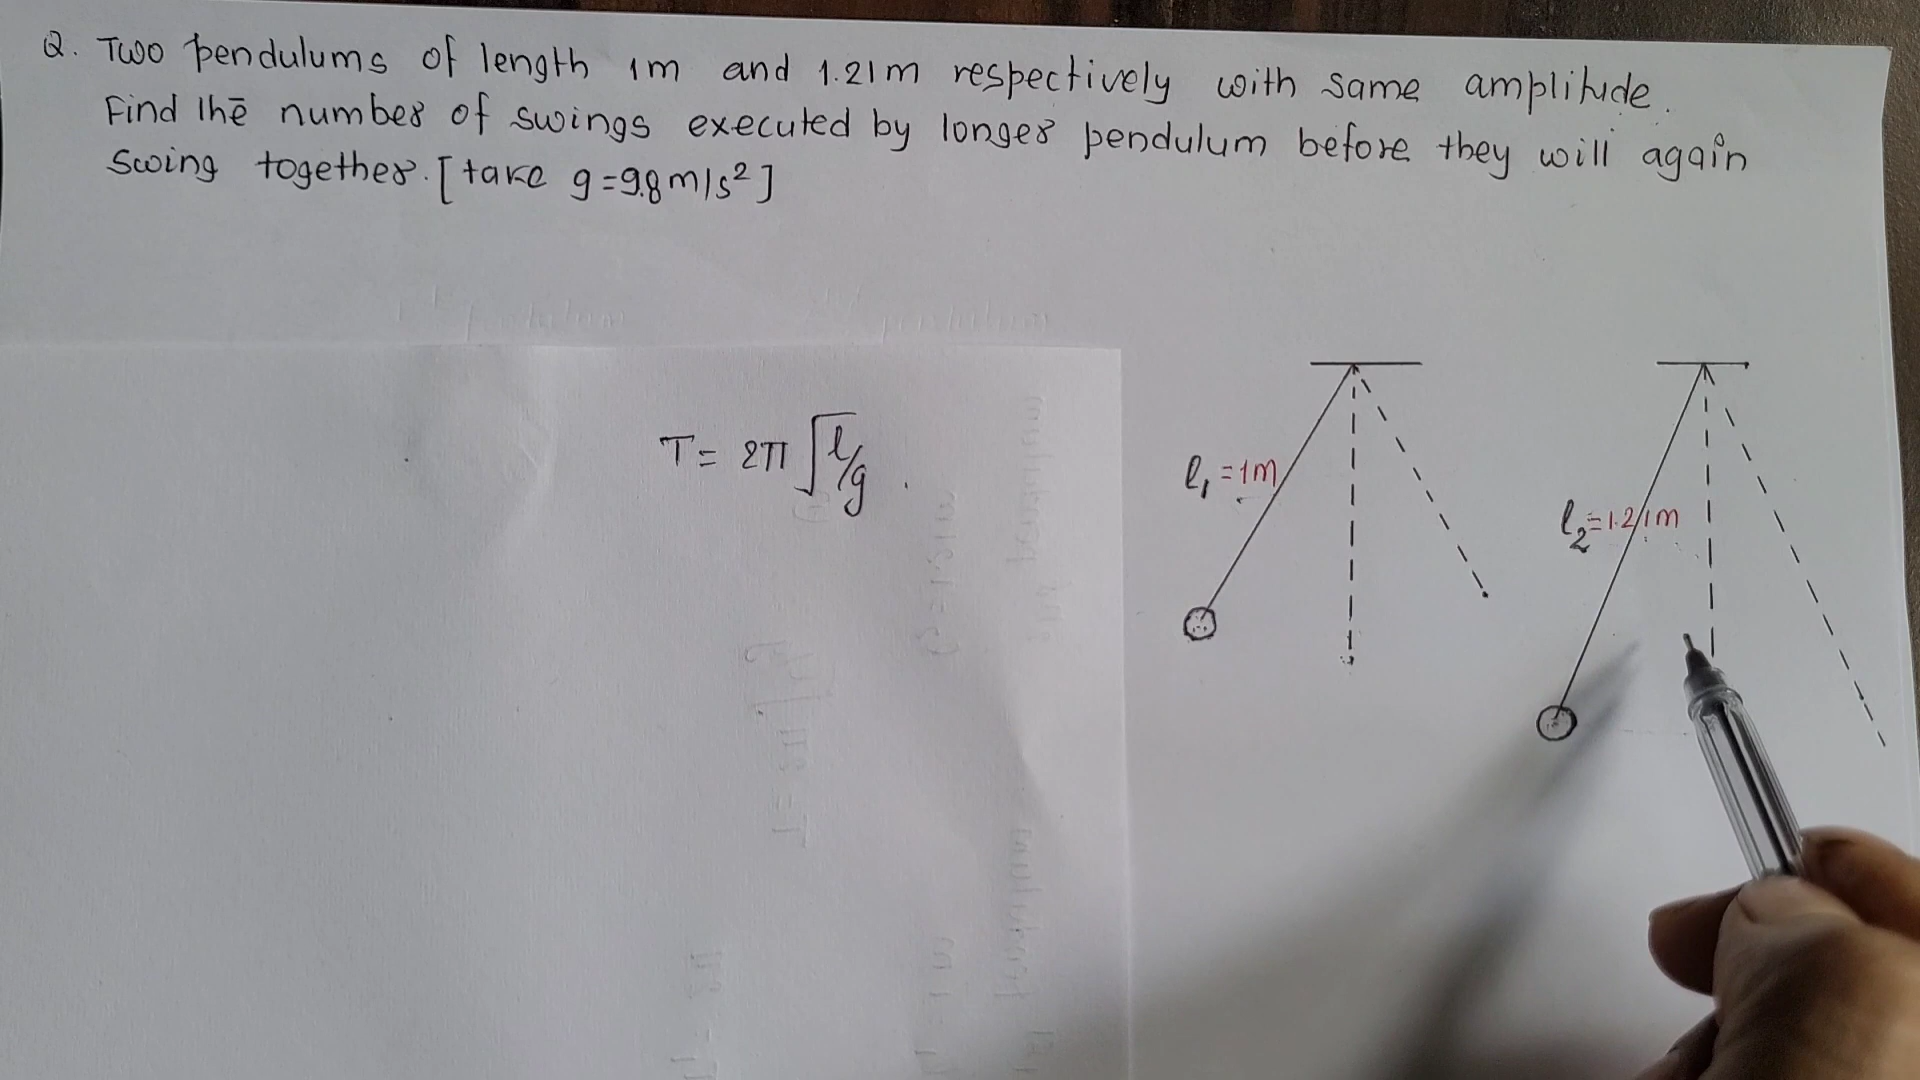 Q. Two pendulums of length 1m and 1.21m respectively with same amplitude.
Find the number of swings executed by longer pendulum before they will again
swing together. [take g=9.8m/s²]
T= 2π √l/g .
l₁ =1m
l₂=1.21m